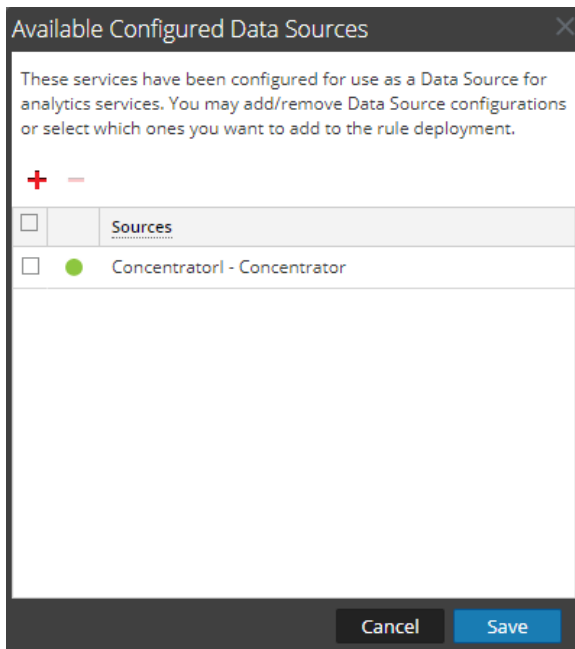 Available Configured Data Sources
These services have been configured for use as a Data Source for
analytics services. You may add/remove Data Source configurations
or select which ones you want to add to the rule deployment.
Sources
Concentratorl - Concentrator
Cancel
Save